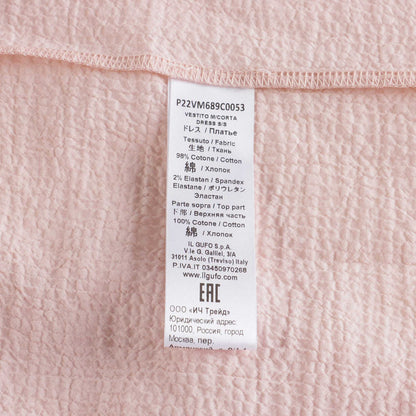 P22VM689C0053
VESTITO M/CORTA
DRESS S/S
ドレス / Платье
Tessuto / Fabric
生地 / Ткань
98% Cotone / Cotton
綿 / Хлопок
2% Elastan / Spandex
Elastane / ポリウレタン
Эластан
Parte sopra / Top part
ト部 / Верхняя часть
100% Cotone / Cotton
綿 / Хлопок
IL GUFO S.p.A.
V.le G. Galilei, 3/A
31011 Asolo (Treviso) Italy
P.IVA.IT 03450970268
www.ilgufo.com
EAC
ООО «ИЧ Трейд»
Юридический адрес:
101000, Россия, город
Москва, пер.